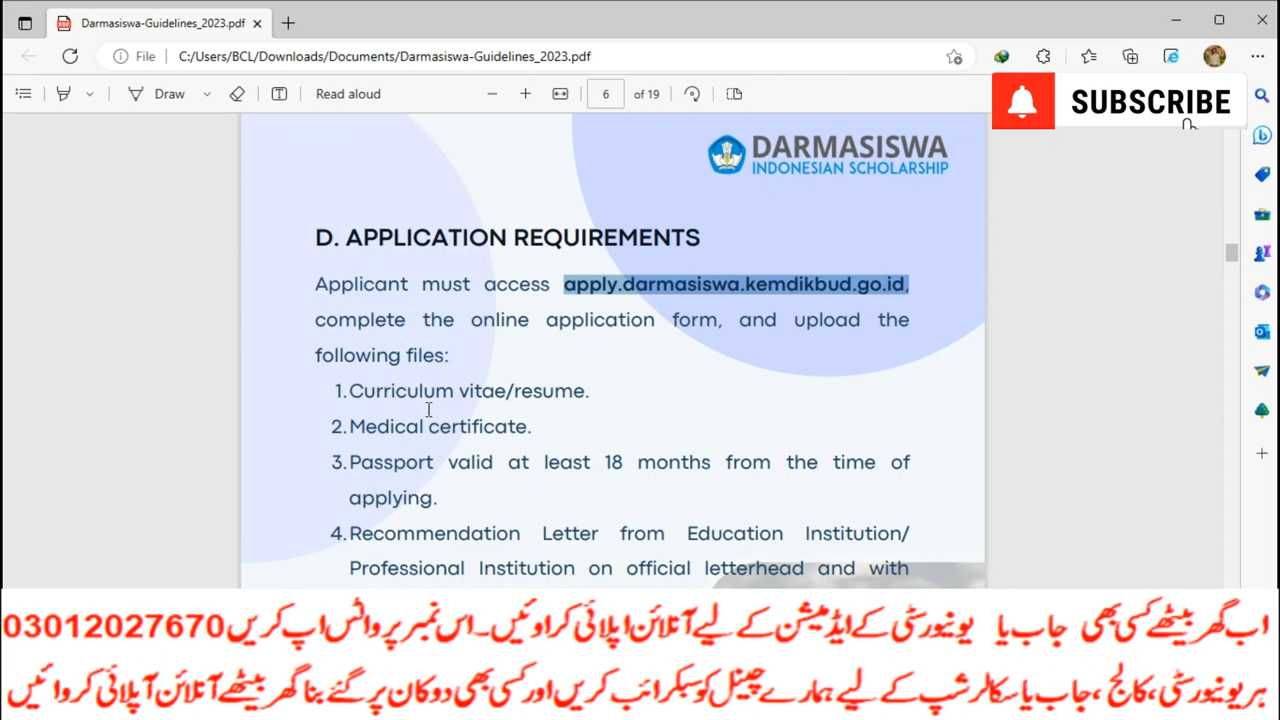 Darmasiswa-Guidelines_2023.pdf
File C:/Users/BCL/Downloads/Documents/Darmasiswa-Guidelines_2023.pdf
Draw Read aloud 6 of 19
SUBSCRIBE
DARMASISWA
INDONESIAN SCHOLARSHIP
D. APPLICATION REQUIREMENTS
Applicant must access apply.darmasiswa.kemdikbud.go.id,
complete the online application form, and upload the
following files:
1. Curriculum vitae/resume.
2. Medical certificate.
3. Passport valid at least 18 months from the time of
applying.
4. Recommendation Letter from Education Institution/
Professional Institution on official letterhead and with
اب گھر بیٹھے کسی بھی جاب یا یونیورسٹی کے ایڈمیشن کے لیے آنلائن اپلائی کراوئیں۔ اس نمبر پر واٹس اپ کریں 03012027670
ہر یونیورسٹی، کالج، جاب یا سکالرشپ کے لیے ہمارے چینل کو سبکرائب کریں اور کسی بھی دوکان پر گئے بنا گھر بیٹھے آنلائن آپلائی کروائیں